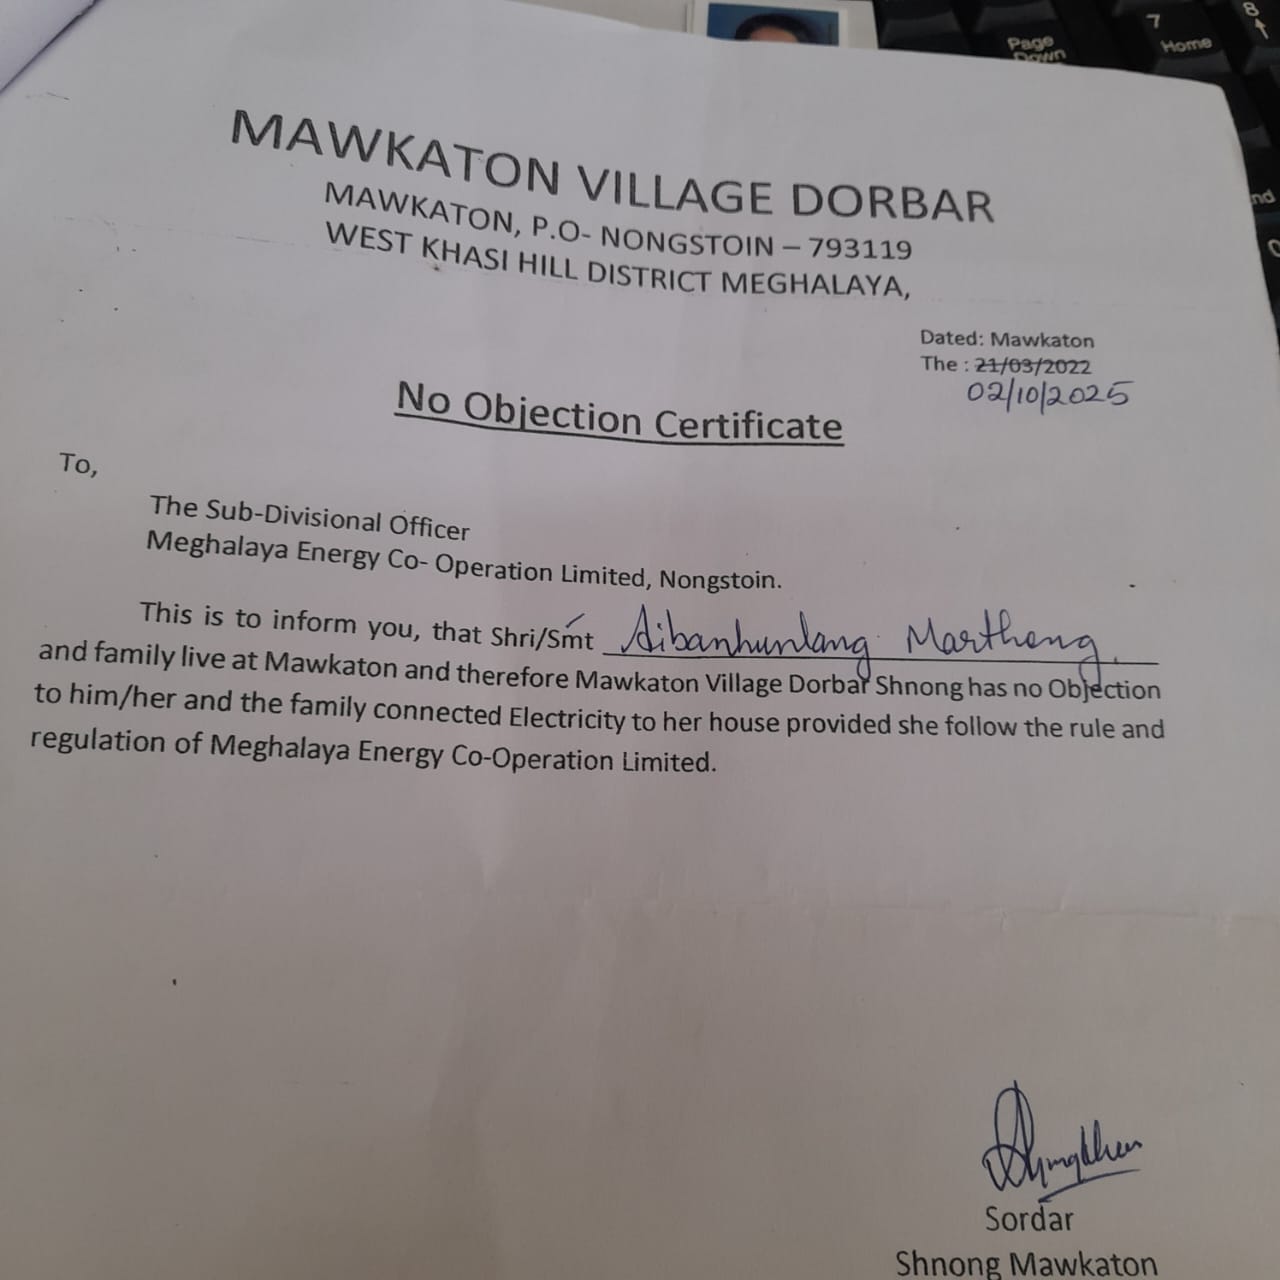 Page
Down
7
Home
8
MAWKATON VILLAGE DORBAR
MAWKATON, P.O- NONGSTOIN – 793119
WEST KHASI HILL DISTRICT MEGHALAYA,
Dated: Mawkaton
The : 21/03/2022
02/10/2025
No Objection Certificate
To,
The Sub-Divisional Officer
Meghalaya Energy Co- Operation Limited, Nongstoin.
This is to inform you, that Shri/Smt Aibanhunlang Martheng
and family live at Mawkaton and therefore Mawkaton Village Dorbar Shnong has no Objection
to him/her and the family connected Electricity to her house provided she follow the rule and
regulation of Meghalaya Energy Co-Operation Limited.
Sordar
Shnong Mawkaton